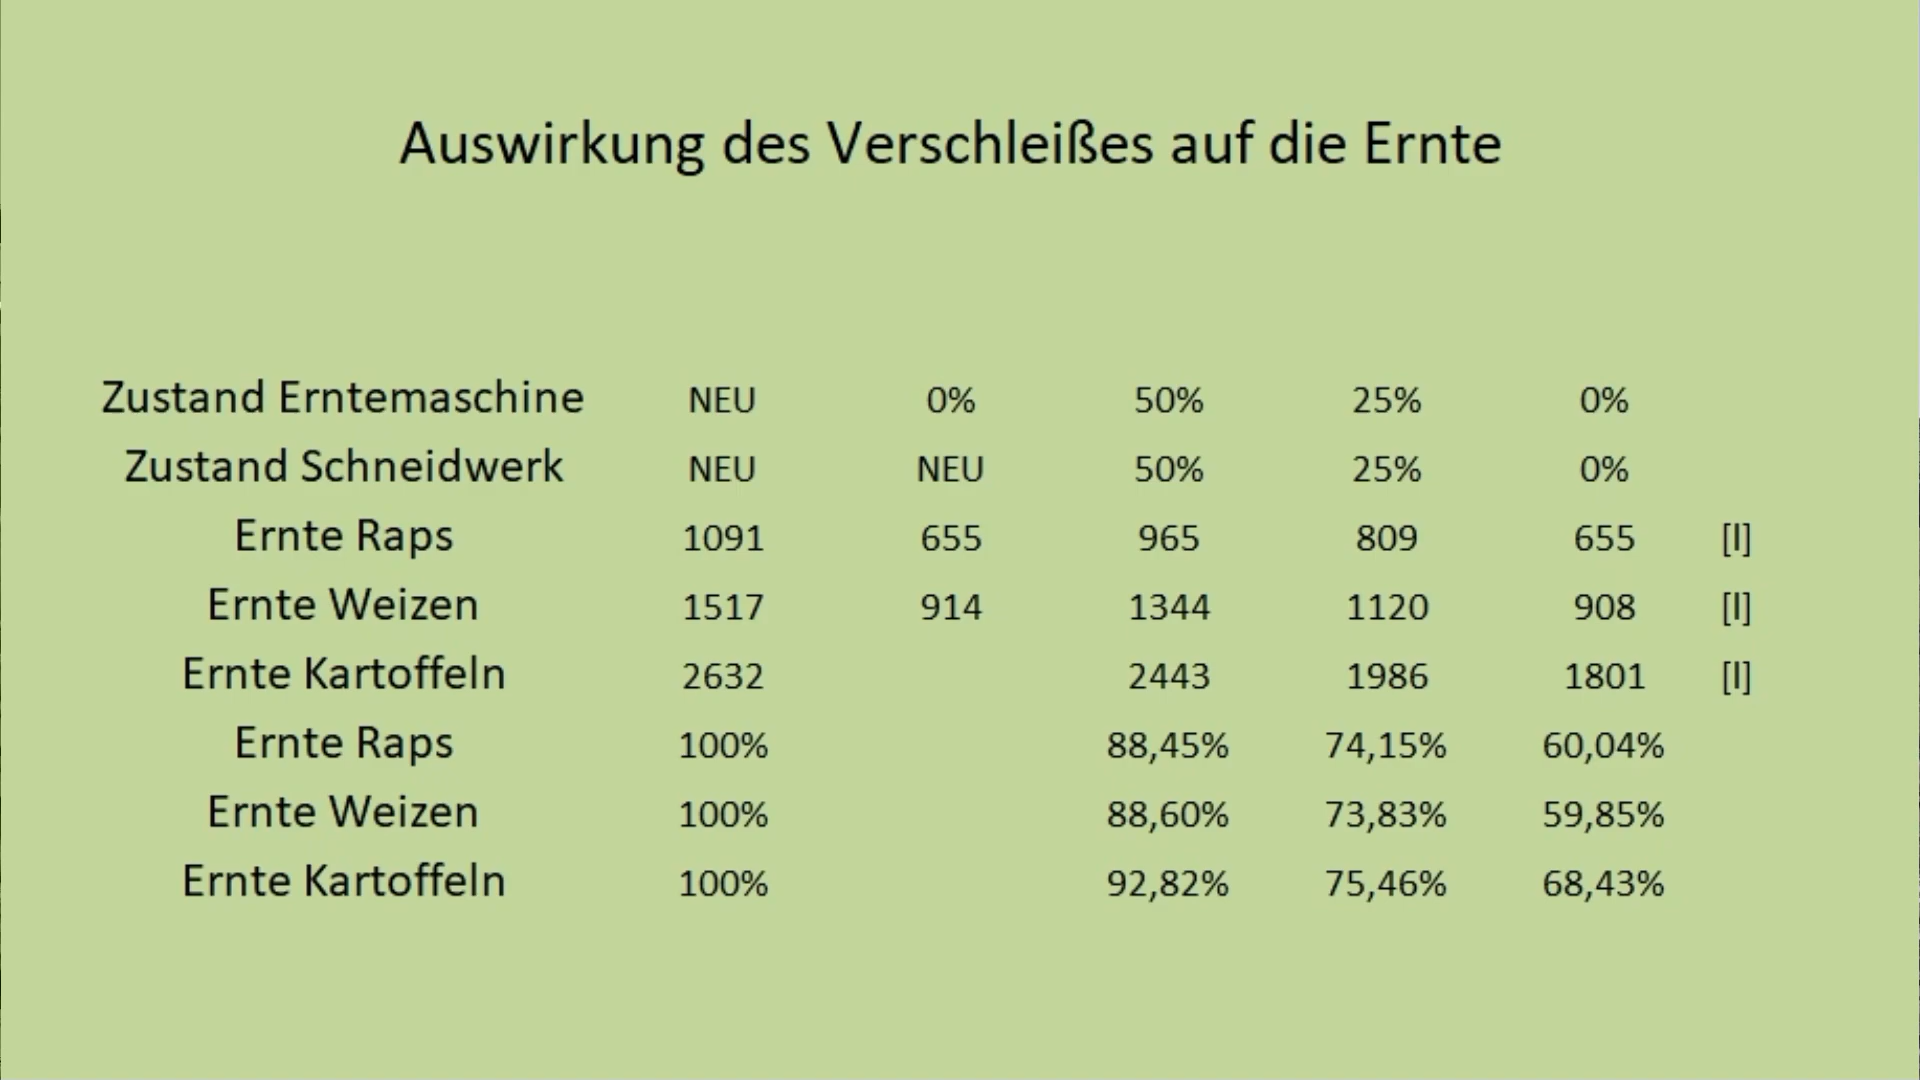 Auswirkung des Verschleißes auf die Ernte
Zustand Erntemaschine NEU 0% 50% 25% 0%
Zustand Schneidwerk NEU NEU 50% 25% 0%
Ernte Raps 1091 655 965 809 655 [l]
Ernte Weizen 1517 914 1344 1120 908 [l]
Ernte Kartoffeln 2632 2443 1986 1801 [l]
Ernte Raps 100% 88,45% 74,15% 60,04%
Ernte Weizen 100% 88,60% 73,83% 59,85%
Ernte Kartoffeln 100% 92,82% 75,46% 68,43%